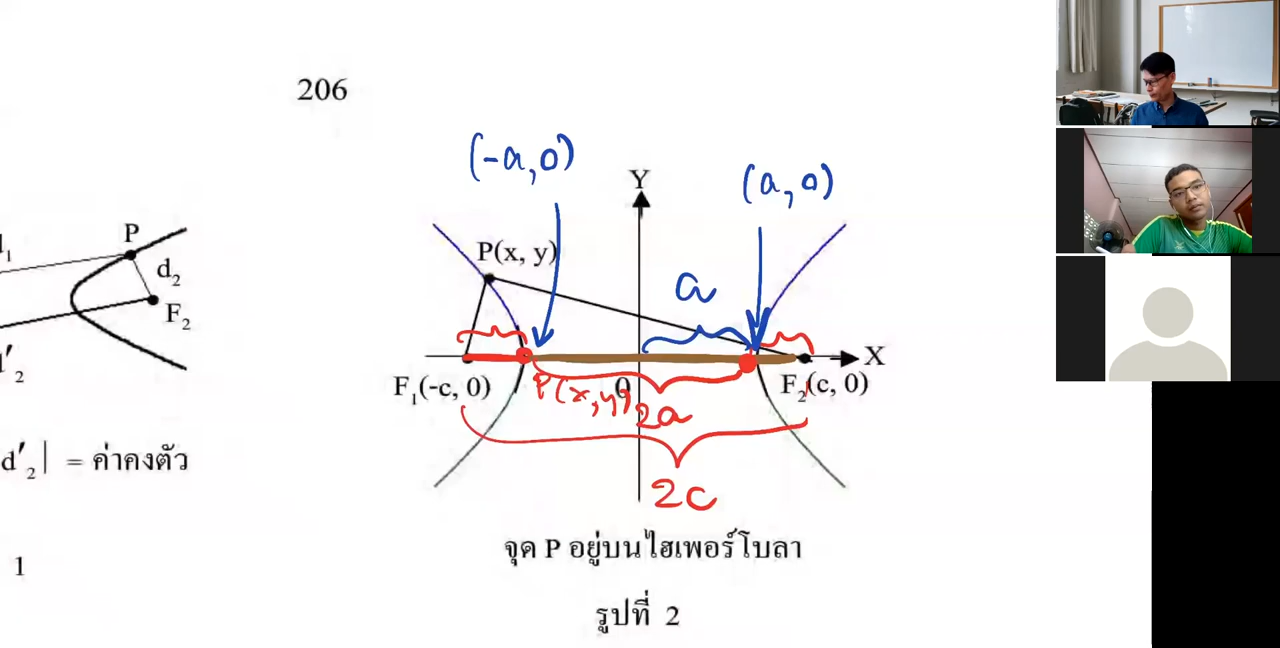 206
(-a, 0)
(a, 0)
Y
P
P(x, y)
d₂
a
F₂
X
F₁(-c, 0)
P(x, y)
0
F₂(c, 0)
2a
d′₂| = ค่าคงตัว
2c
จุด P อยู่บนไฮเพอร์โบลา
1
รูปที่ 2